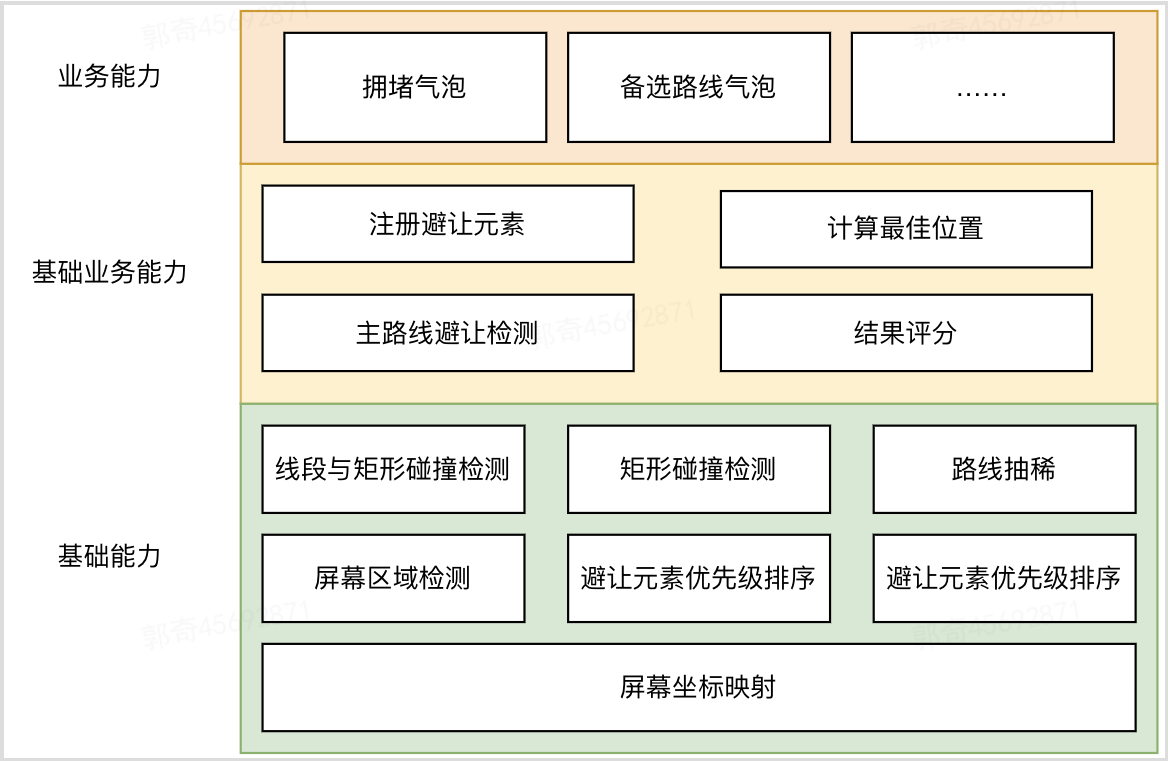 郭奇45692871
郭奇45692871
业务能力
拥堵气泡
备选路线气泡
……
基础业务能力
注册避让元素
计算最佳位置
主路线避让检测
结果评分
郭奇45692871
基础能力
线段与矩形碰撞检测
矩形碰撞检测
路线抽稀
屏幕区域检测
避让元素优先级排序
避让元素优先级排序
郭奇45692871
郭奇45692871
屏幕坐标映射